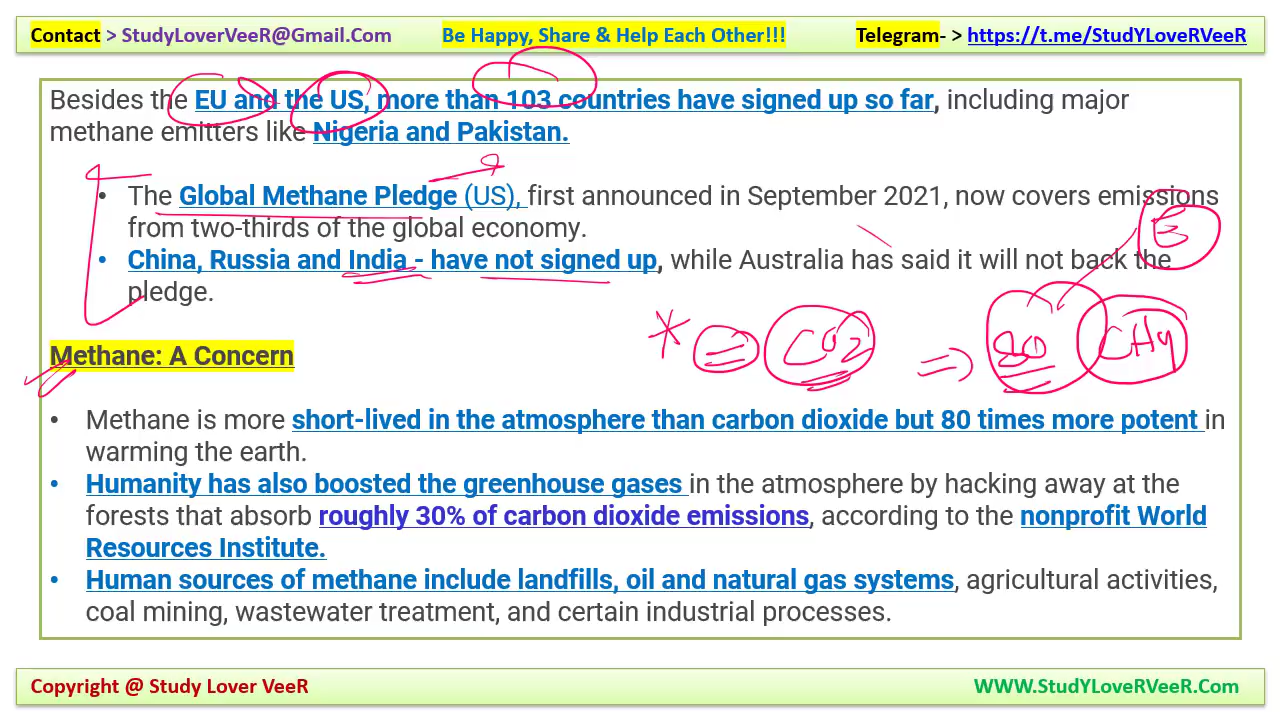 Contact > StudyLoverVeeR@Gmail.Com Be Happy, Share & Help Each Other!!! Telegram- > https://t.me/StudYLoveRVeeR
Besides the EU and the US, more than 103 countries have signed up so far, including major
methane emitters like Nigeria and Pakistan.
• The Global Methane Pledge (US), first announced in September 2021, now covers emissions
from two-thirds of the global economy.
• China, Russia and India - have not signed up, while Australia has said it will not back the
pledge.
CO2 80 CH4
Methane: A Concern
• Methane is more short-lived in the atmosphere than carbon dioxide but 80 times more potent in
warming the earth.
• Humanity has also boosted the greenhouse gases in the atmosphere by hacking away at the
forests that absorb roughly 30% of carbon dioxide emissions, according to the nonprofit World
Resources Institute.
• Human sources of methane include landfills, oil and natural gas systems, agricultural activities,
coal mining, wastewater treatment, and certain industrial processes.
Copyright @ Study Lover VeeR WWW.StudYLoveRVeeR.Com